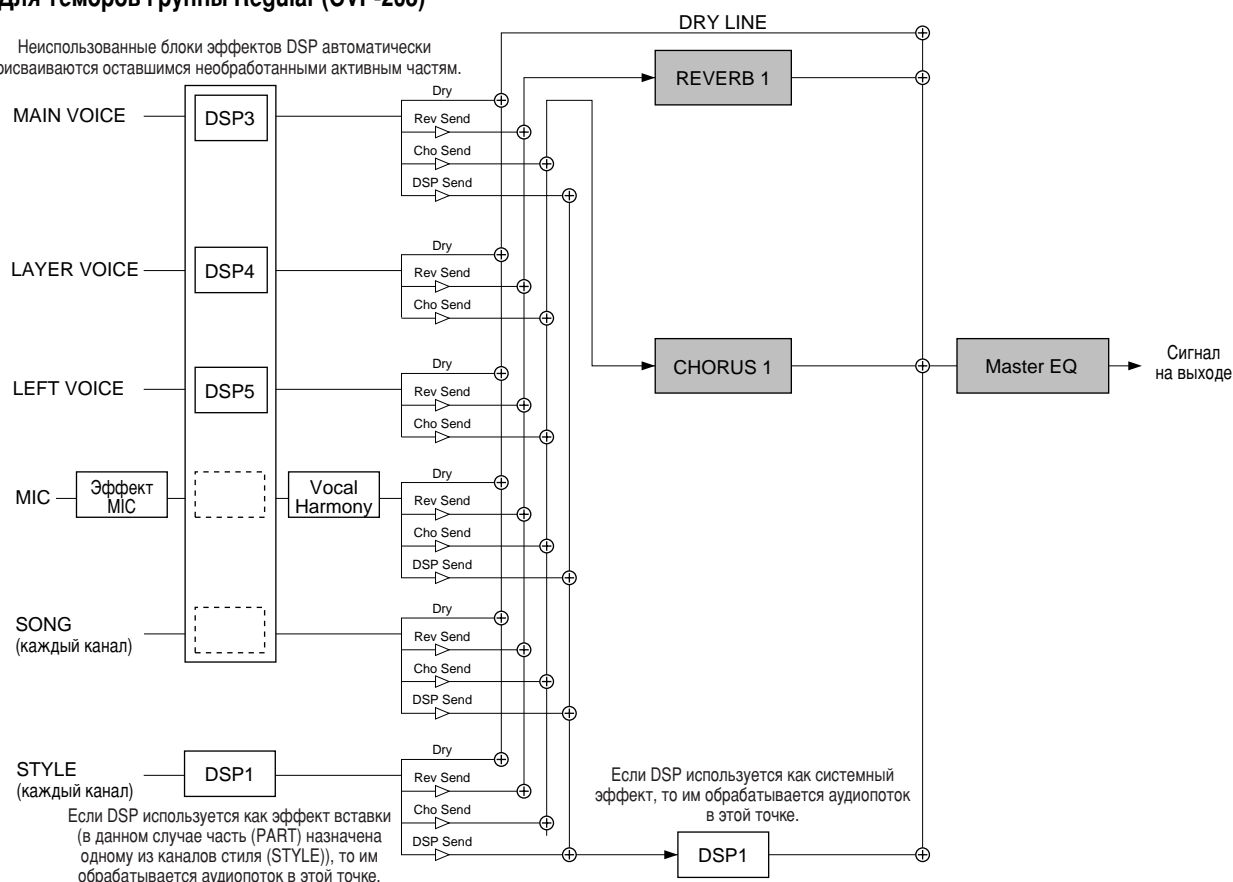 для тембров группы Regular (CVP-208)
DRY LINE
Неиспользованные блоки эффектов DSP автоматически
присваиваются оставшимся необработанными активным частям.
MAIN VOICE
DSP3
Dry
Rev Send
Cho Send
DSP Send
REVERB 1
LAYER VOICE
DSP4
Dry
Rev Send
Cho Send
LEFT VOICE
DSP5
Dry
Rev Send
Cho Send
CHORUS 1
Master EQ
Сигнал
на выходе
MIC
Эффект
MIC
Vocal
Harmony
Dry
Rev Send
Cho Send
DSP Send
SONG
(каждый канал)
Dry
Rev Send
Cho Send
DSP Send
STYLE
(каждый канал)
DSP1
Dry
Rev Send
Cho Send
DSP Send
Если DSP используется как эффект вставки
(в данном случае часть (PART) назначена
одному из каналов стиля (STYLE)), то им
обрабатывается аудиопоток в этой точке.
Если DSP используется как системный
эффект, то им обрабатывается аудиопоток
в этой точке.
DSP1